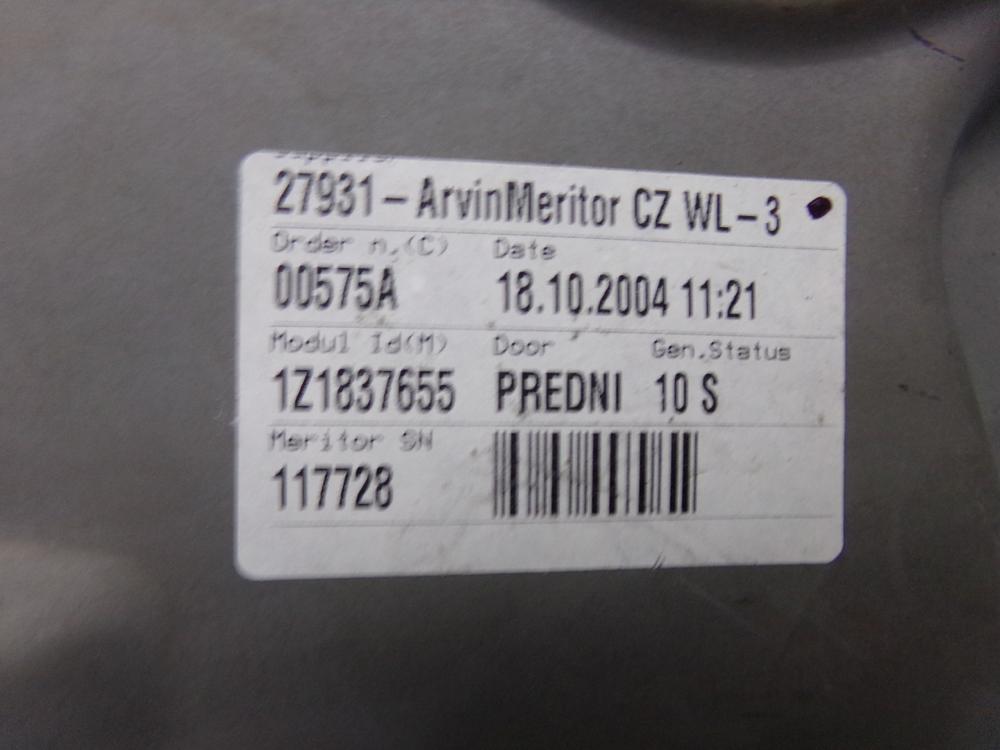 Supplier
27931-ArvinMeritor CZ WL-3
Order n.(C) Date
00575A 18.10.2004 11:21
Modul Id(M) Door Gen.Status
1Z1837655 PREDNI 10 S
Meritor SN
117728